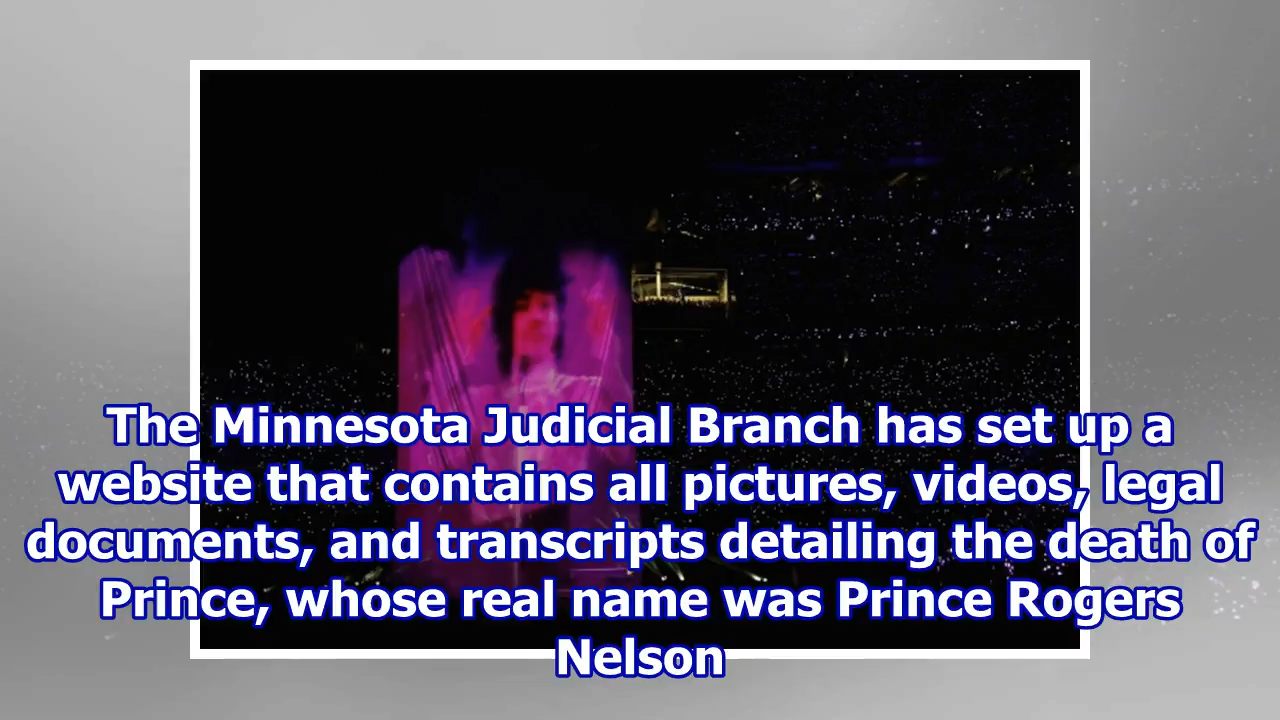 The Minnesota Judicial Branch has set up a
website that contains all pictures, videos, legal
documents, and transcripts detailing the death of
Prince, whose real name was Prince Rogers
Nelson